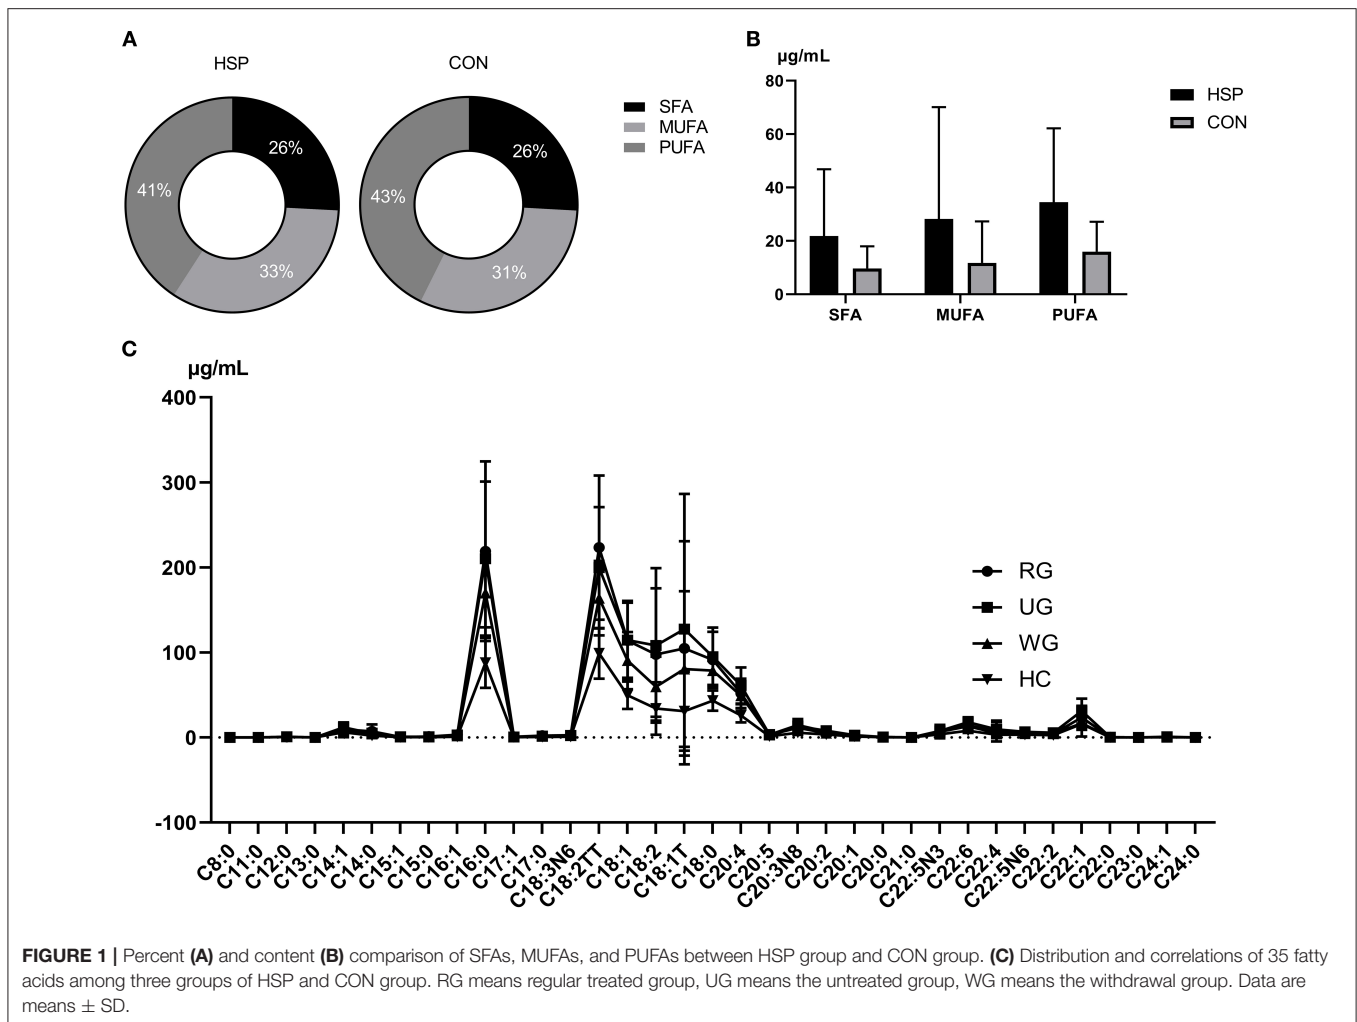 A
HSP
CON
SFA
MUFA
PUFA
26%
33%
41%
26%
31%
43%
B
µg/mL
80
60
40
20
0
SFA
MUFA
PUFA
HSP
CON
C
µg/mL
400
300
200
100
0
-100
RG
UG
WG
HC
C8:0
C11:0
C12:0
C13:0
C14:1
C14:0
C15:1
C15:0
C16:1
C16:0
C17:1
C17:0
C18:3N6
C18:2TT
C18:1
C18:2
C18:1T
C18:0
C20:4
C20:5
C20:3N8
C20:2
C20:1
C20:0
C21:0
C22:5N3
C22:6
C22:4
C22:5N6
C22:2
C22:1
C22:0
C23:0
C24:1
C24:0
FIGURE 1 | Percent (A) and content (B) comparison of SFAs, MUFAs, and PUFAs between HSP group and CON group. (C) Distribution and correlations of 35 fatty
acids among three groups of HSP and CON group. RG means regular treated group, UG means the untreated group, WG means the withdrawal group. Data are
means ± SD.